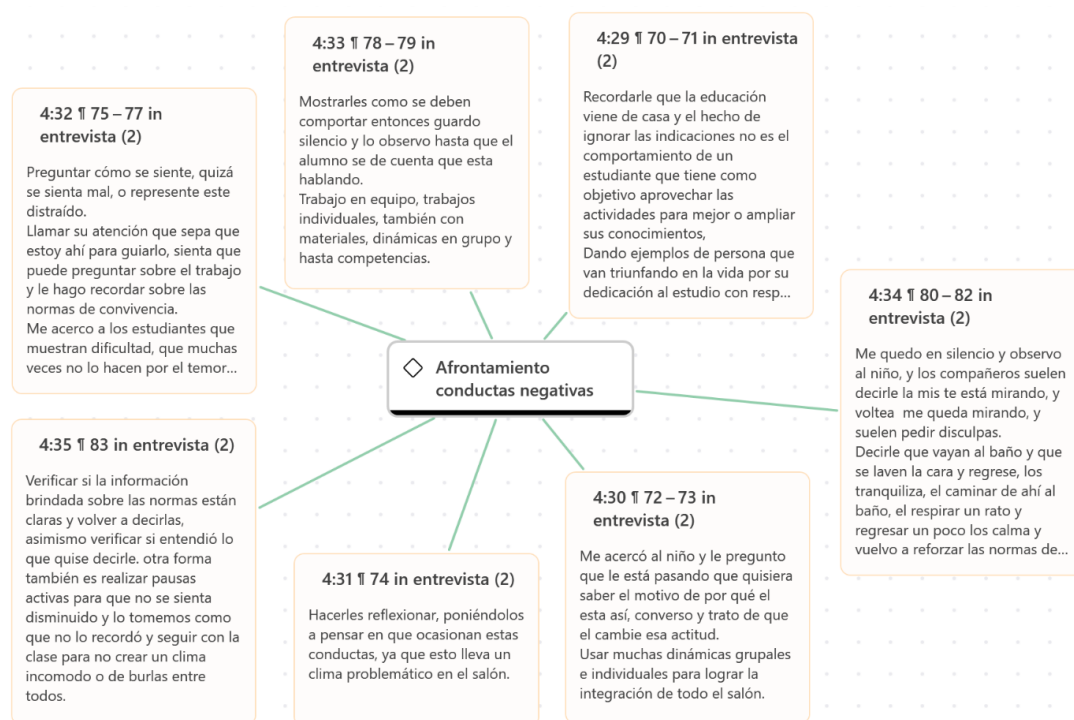 4:33 ¶ 78 – 79 in
entrevista (2)
Mostrarles como se deben
comportar entonces guardo
silencio y lo observo hasta que el
alumno se de cuenta que esta
hablando.
Trabajo en equipo, trabajos
individuales, también con
materiales, dinámicas en grupo y
hasta competencias.
4:29 ¶ 70 – 71 in entrevista
(2)
Recordarle que la educación
viene de casa y el hecho de
ignorar las indicaciones no es el
comportamiento de un
estudiante que tiene como
objetivo aprovechar las
actividades para mejor o ampliar
sus conocimientos,
Dando ejemplos de persona que
van triunfando en la vida por su
dedicación al estudio con resp...
4:32 ¶ 75 – 77 in
entrevista (2)
Preguntar cómo se siente, quizá
se sienta mal, o represente este
distraído.
Llamar su atención que sepa que
estoy ahí para guiarlo, sienta que
puede preguntar sobre el trabajo
y le hago recordar sobre las
normas de convivencia.
Me acerco a los estudiantes que
muestran dificultad, que muchas
veces no lo hacen por el temor...
4:34 ¶ 80 – 82 in
entrevista (2)
Me quedo en silencio y observo
al niño, y los compañeros suelen
decirle la mis te está mirando, y
voltea me queda mirando, y
suelen pedir disculpas.
Decirle que vayan al baño y que
se laven la cara y regrese, los
tranquiliza, el caminar de ahí al
baño, el respirar un rato y
regresar un poco los calma y
vuelvo a reforzar las normas de...
Afrontamiento
conductas negativas
4:35 ¶ 83 in entrevista (2)
Verificar si la información
brindada sobre las normas están
claras y volver a decirlas,
asimismo verificar si entendió lo
que quise decirle. otra forma
también es realizar pausas
activas para que no se sienta
disminuido y lo tomemos como
que no lo recordó y seguir con la
clase para no crear un clima
incomodo o de burlas entre
todos.
4:31 ¶ 74 in entrevista (2)
Hacerles reflexionar, poniéndolos
a pensar en que ocasionan estas
conductas, ya que esto lleva un
clima problemático en el salón.
4:30 ¶ 72 – 73 in
entrevista (2)
Me acercó al niño y le pregunto
que le está pasando que quisiera
saber el motivo de por qué el
esta así, converso y trato de que
el cambie esa actitud.
Usar muchas dinámicas grupales
e individuales para lograr la
integración de todo el salón.